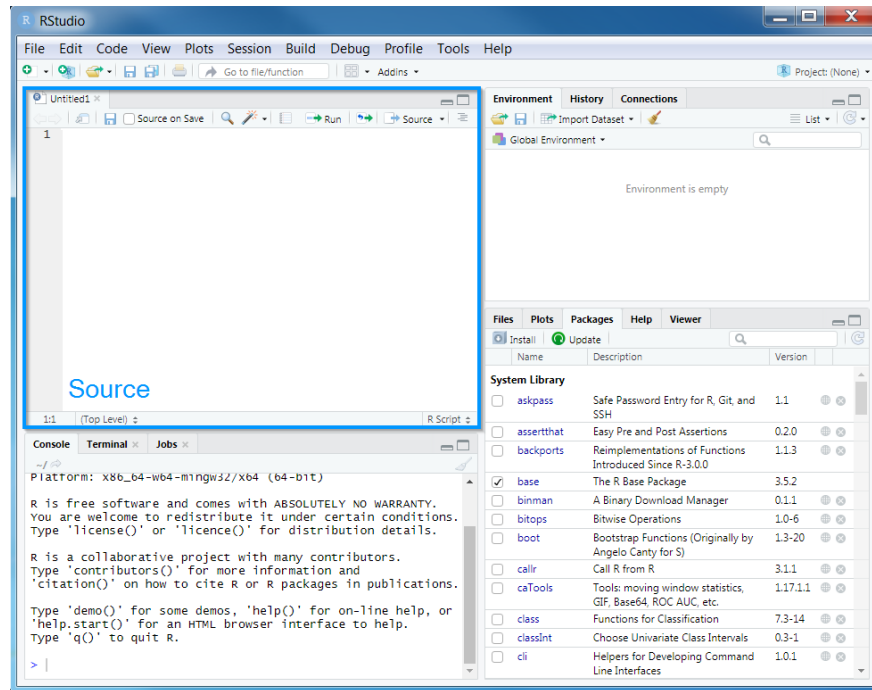 RStudio
File Edit Code View Plots Session Build Debug Profile Tools Help
Go to file/function Addins Project: (None)
Untitled1
Source on Save Run Source
1
Source
1:1 (Top Level) R Script
Console Terminal Jobs
~/
Platform: x86_64-w64-mingw32/x64 (64-bit)
R is free software and comes with ABSOLUTELY NO WARRANTY.
You are welcome to redistribute it under certain conditions.
Type 'license()' or 'licence()' for distribution details.
R is a collaborative project with many contributors.
Type 'contributors()' for more information and
'citation()' on how to cite R or R packages in publications.
Type 'demo()' for some demos, 'help()' for on-line help, or
'help.start()' for an HTML browser interface to help.
Type 'q()' to quit R.
>
Environment History Connections
Import Dataset List
Global Environment
Environment is empty
Files Plots Packages Help Viewer
Install Update
Name Description Version
System Library
askpass Safe Password Entry for R, Git, and 1.1
SSH
assertthat Easy Pre and Post Assertions 0.2.0
backports Reimplementations of Functions 1.1.3
Introduced Since R-3.0.0
base The R Base Package 3.5.2
binman A Binary Download Manager 0.1.1
bitops Bitwise Operations 1.0-6
boot Bootstrap Functions (Originally by 1.3-20
Angelo Canty for S)
callr Call R from R 3.1.1
caTools Tools: moving window statistics, 1.17.1.1
GIF, Base64, ROC AUC, etc.
class Functions for Classification 7.3-14
classInt Choose Univariate Class Intervals 0.3-1
cli Helpers for Developing Command 1.0.1
Line Interfaces